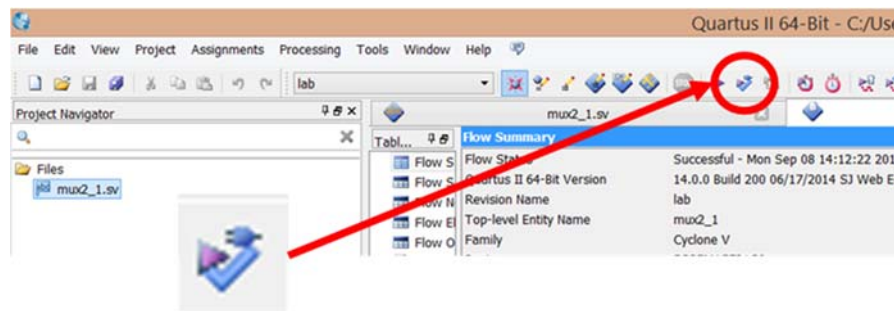 Quartus II 64-Bit - C:/Use
File Edit View Project Assignments Processing Tools Window Help
lab
Project Navigator
mux2_1.sv
Tabl...
Flow Summary
Files
mux2_1.sv
Flow S
Flow S
Flow N
Flow El
Flow O
Flow Status Successful - Mon Sep 08 14:12:22 201
Quartus II 64-Bit Version 14.0.0 Build 200 06/17/2014 SJ Web E
Revision Name lab
Top-level Entity Name mux2_1
Family Cyclone V